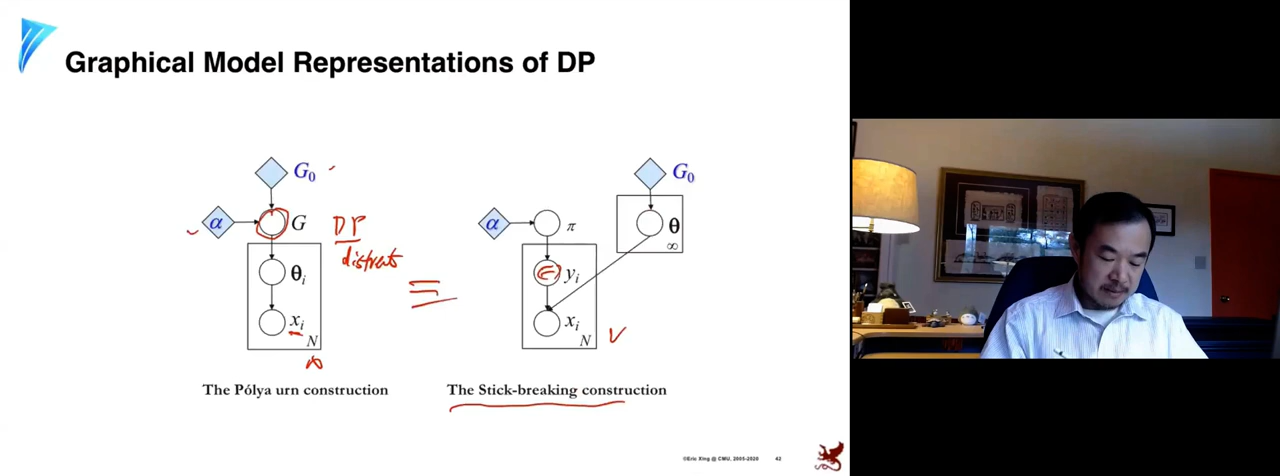 Graphical Model Representations of DP
G₀
α
G
DP
θᵢ
xᵢ
N
=
G₀
α
π
θ
∞
yᵢ
xᵢ
N
The Pólya urn construction
The Stick-breaking construction
©Eric Xing @ CMU, 2005-2020
42